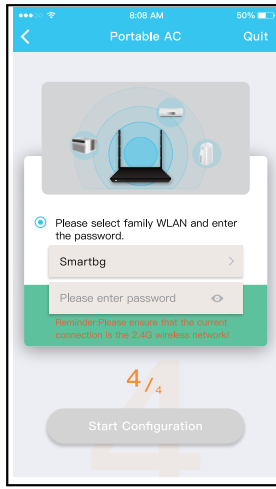 8:08 AM 50%
Portable AC Quit
Please select family WLAN and enter
the password.
Smartbg
Please enter password
Reminder:Please ensure that the current
connection is the 2.4G wireless network!
4/4
4
Start Configuration